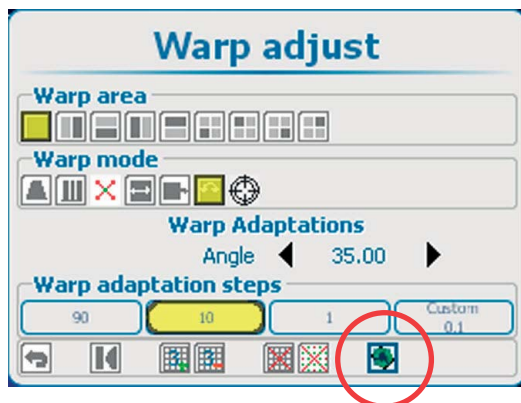 Warp adjust
Warp area
Warp mode
Warp Adaptations
Angle 35.00
Warp adaptation steps
90 10 1 Custom 0.1